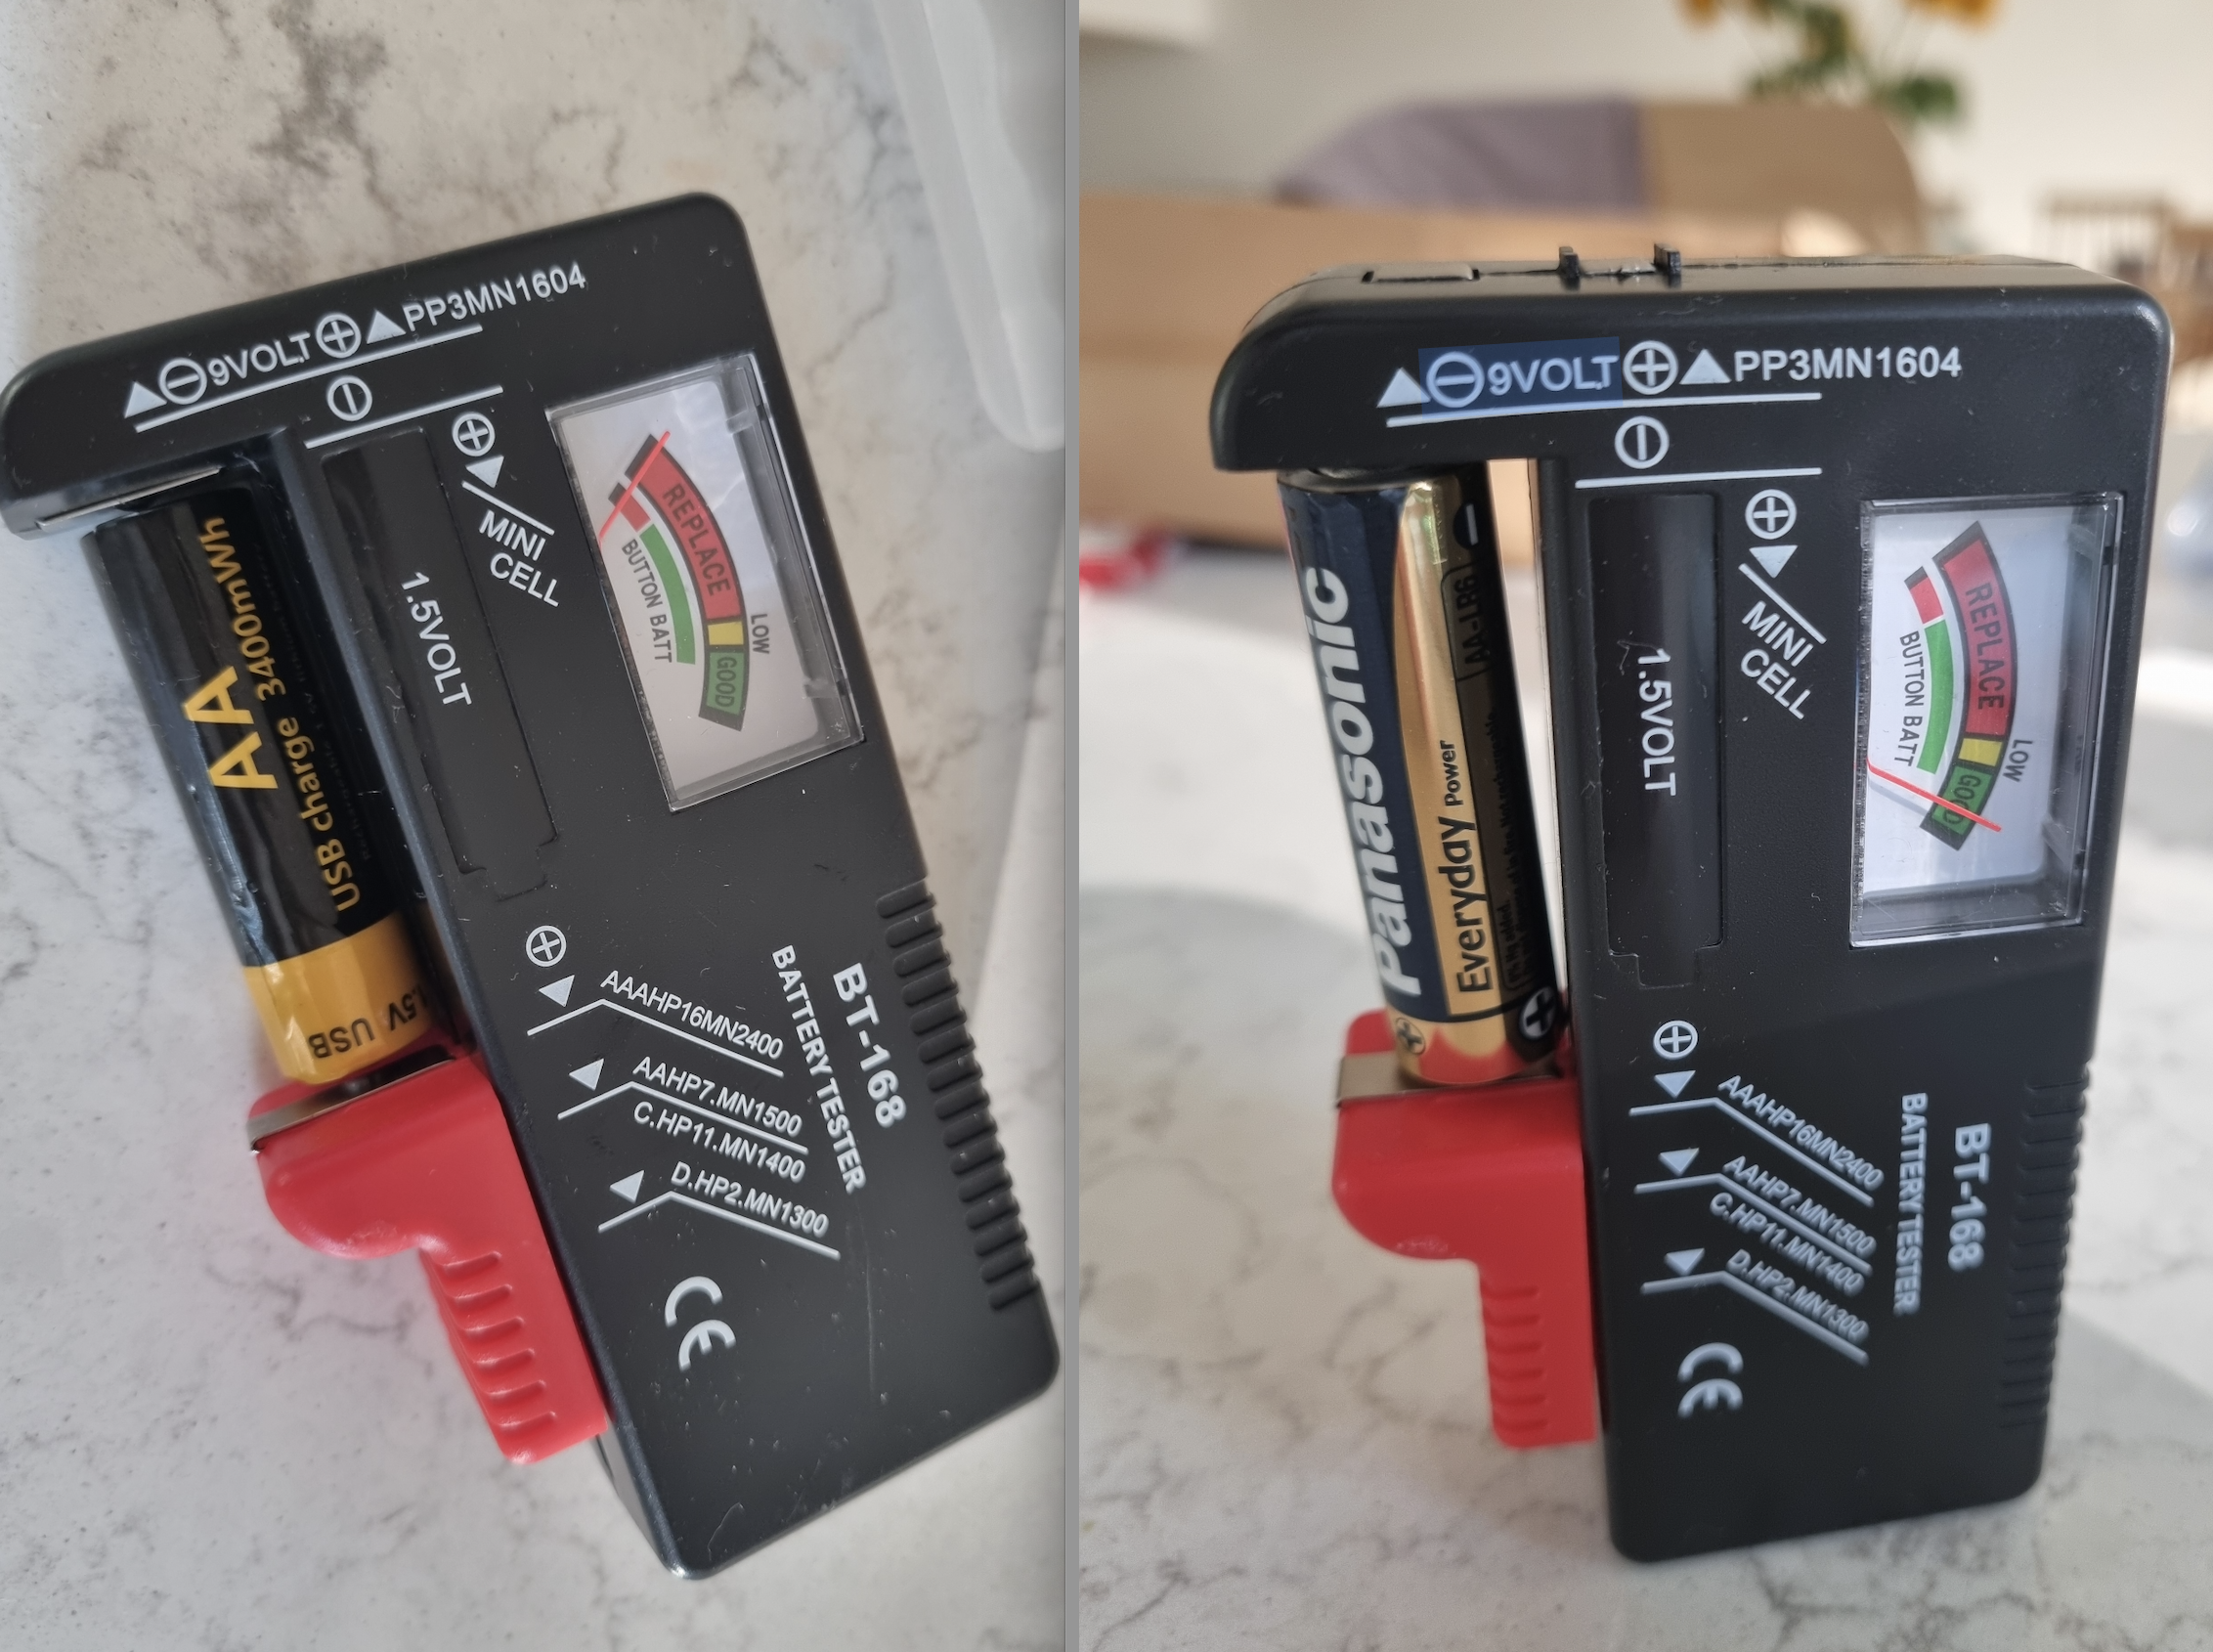 9VOLT PP3MN1604
MINI
CELL
1.5VOLT
REPLACE
LOW
GOOD
BUTTON BATT
AA
USB charge 3400mWh
1.5V USB
AAAHP16MN2400
AAHP7.MN1500
C.HP11.MN1400
D.HP2.MN1300
BT-168
BATTERY TESTER
CE
9VOLT PP3MN1604
MINI
CELL
1.5VOLT
REPLACE
LOW
GOOD
BUTTON BATT
Panasonic
Everyday Power
AA-LR6
AAAHP16MN2400
AAHP7.MN1500
C.HP11.MN1400
D.HP2.MN1300
BT-168
BATTERY TESTER
CE